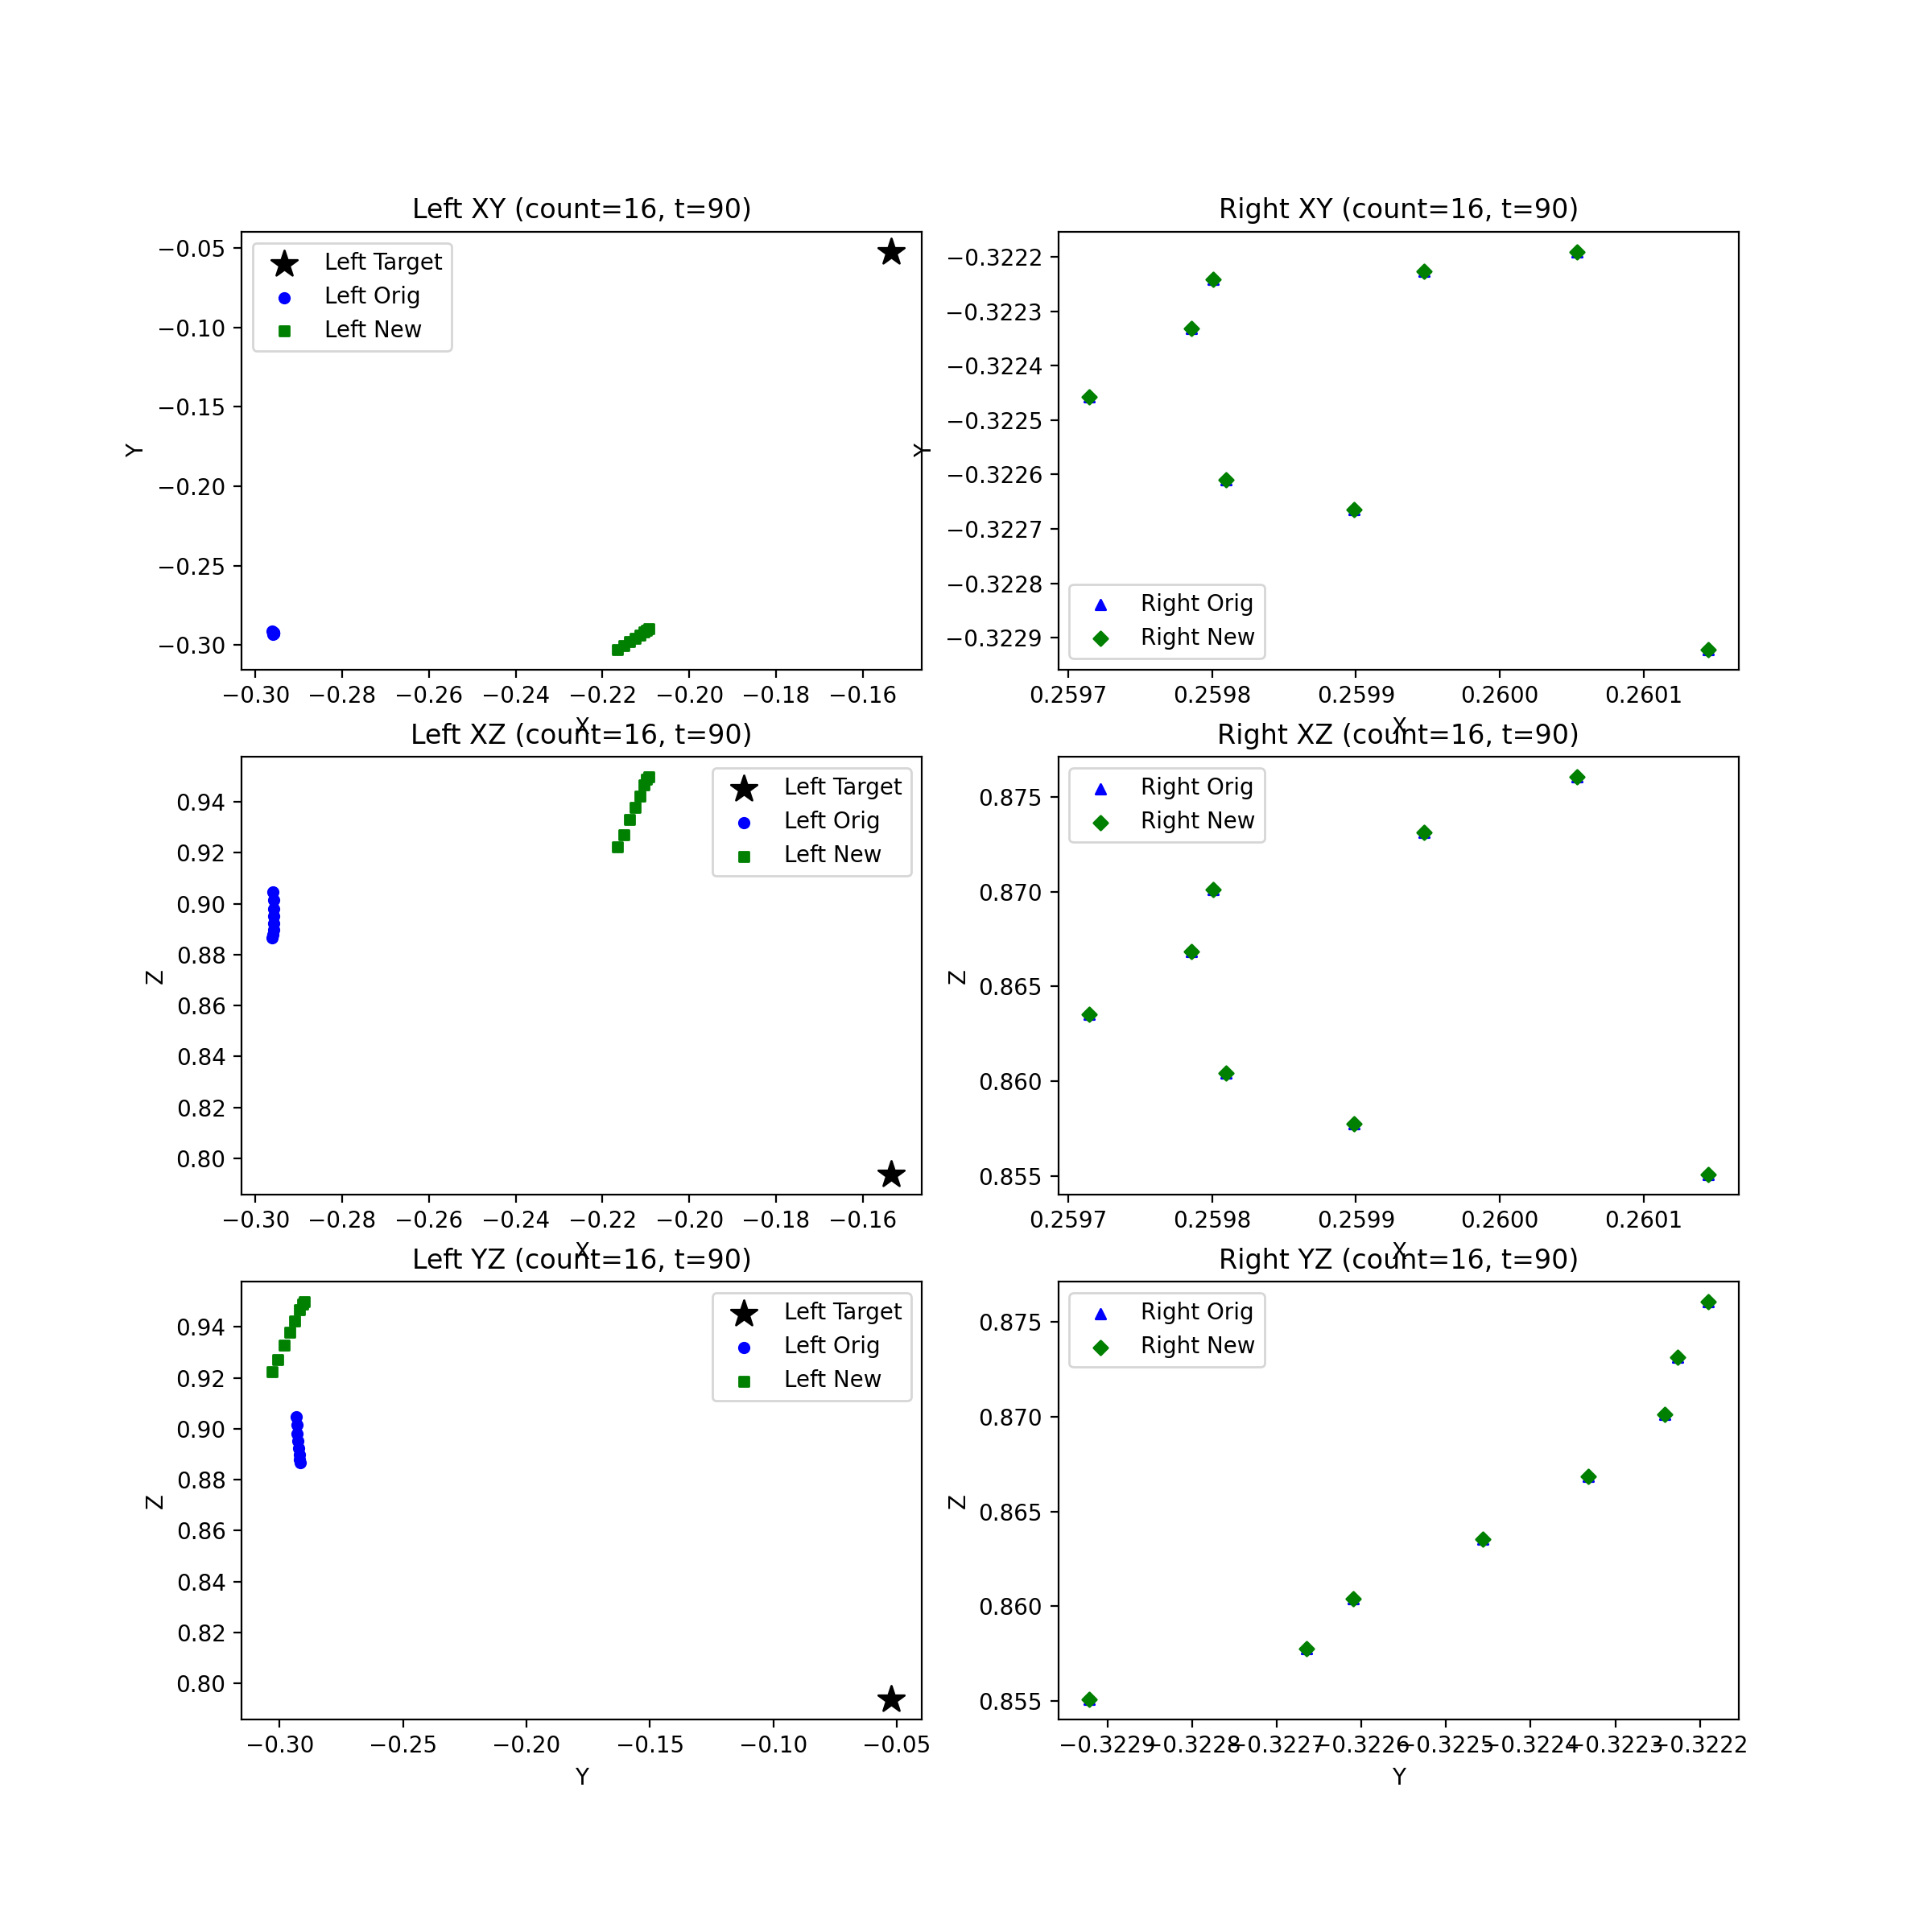 Left XY (count=16, t=90)
−0.05
−0.10
−0.15
−0.20
−0.25
−0.30
Y
Left Target
Left Orig
Left New
−0.30 −0.28 −0.26 −0.24 −0.22 −0.20 −0.18 −0.16
X
Right XY (count=16, t=90)
−0.3222
−0.3223
−0.3224
−0.3225
−0.3226
−0.3227
−0.3228
−0.3229
Y
Right Orig
Right New
0.2597 0.2598 0.2599 0.2600 0.2601
X
Left XZ (count=16, t=90)
0.94
0.92
0.90
0.88
0.86
0.84
0.82
0.80
Z
Left Target
Left Orig
Left New
−0.30 −0.28 −0.26 −0.24 −0.22 −0.20 −0.18 −0.16
X
Right XZ (count=16, t=90)
0.875
0.870
0.865
0.860
0.855
Z
Right Orig
Right New
0.2597 0.2598 0.2599 0.2600 0.2601
X
Left YZ (count=16, t=90)
0.94
0.92
0.90
0.88
0.86
0.84
0.82
0.80
Z
Left Target
Left Orig
Left New
−0.30 −0.25 −0.20 −0.15 −0.10 −0.05
Y
Right YZ (count=16, t=90)
0.875
0.870
0.865
0.860
0.855
Z
Right Orig
Right New
−0.3229 −0.3228 −0.3227 −0.3226 −0.3225 −0.3224 −0.3223 −0.3222
Y